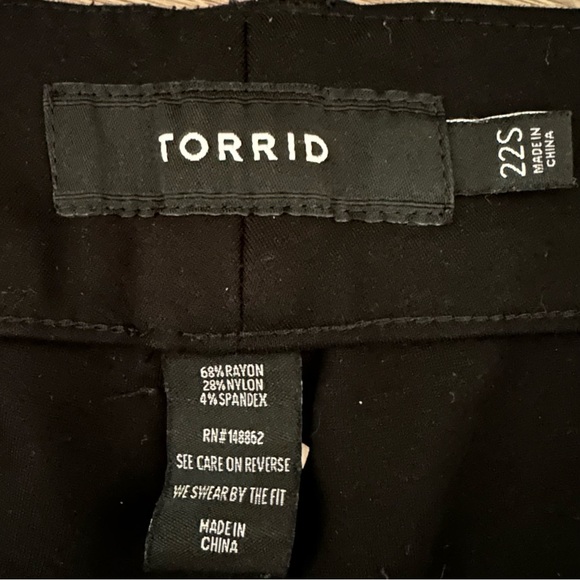 TORRID
22S
MADE IN
CHINA
68% RAYON
28% NYLON
4% SPANDEX
RN# 148862
SEE CARE ON REVERSE
WE SWEAR BY THE FIT
MADE IN
CHINA